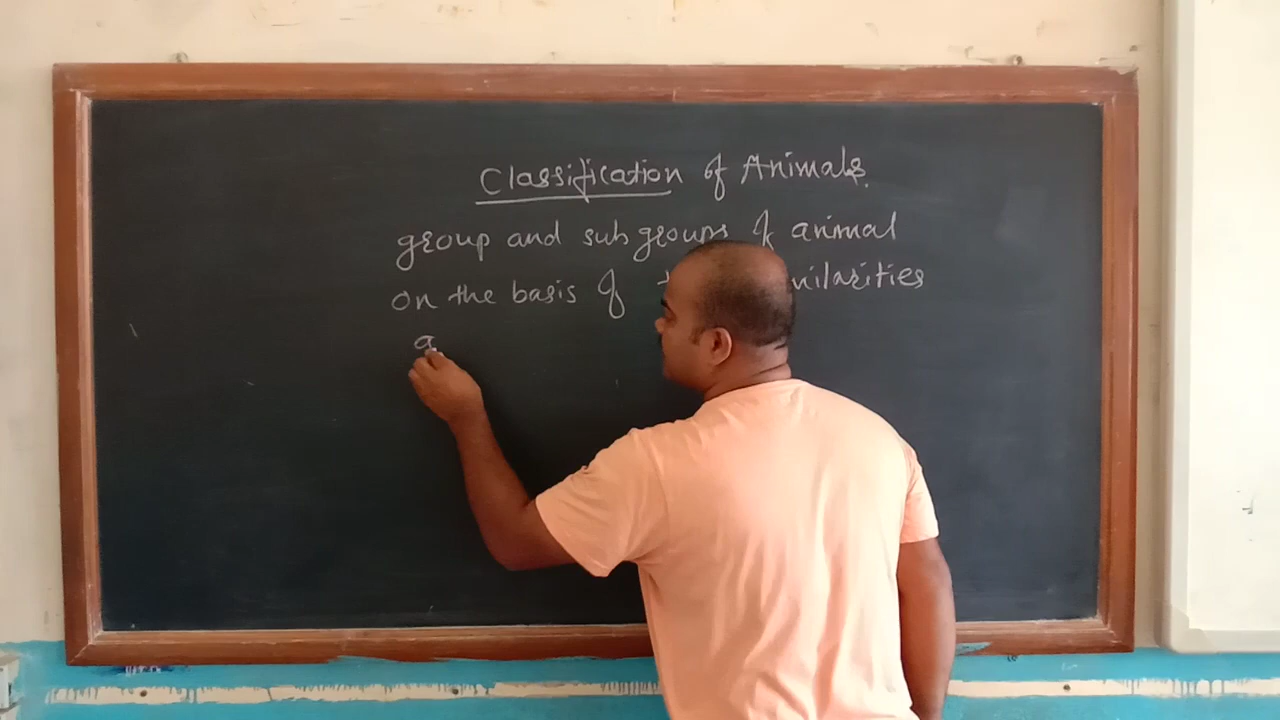 Classification of Animals.
group and sub groups of animal
on the basis of
a